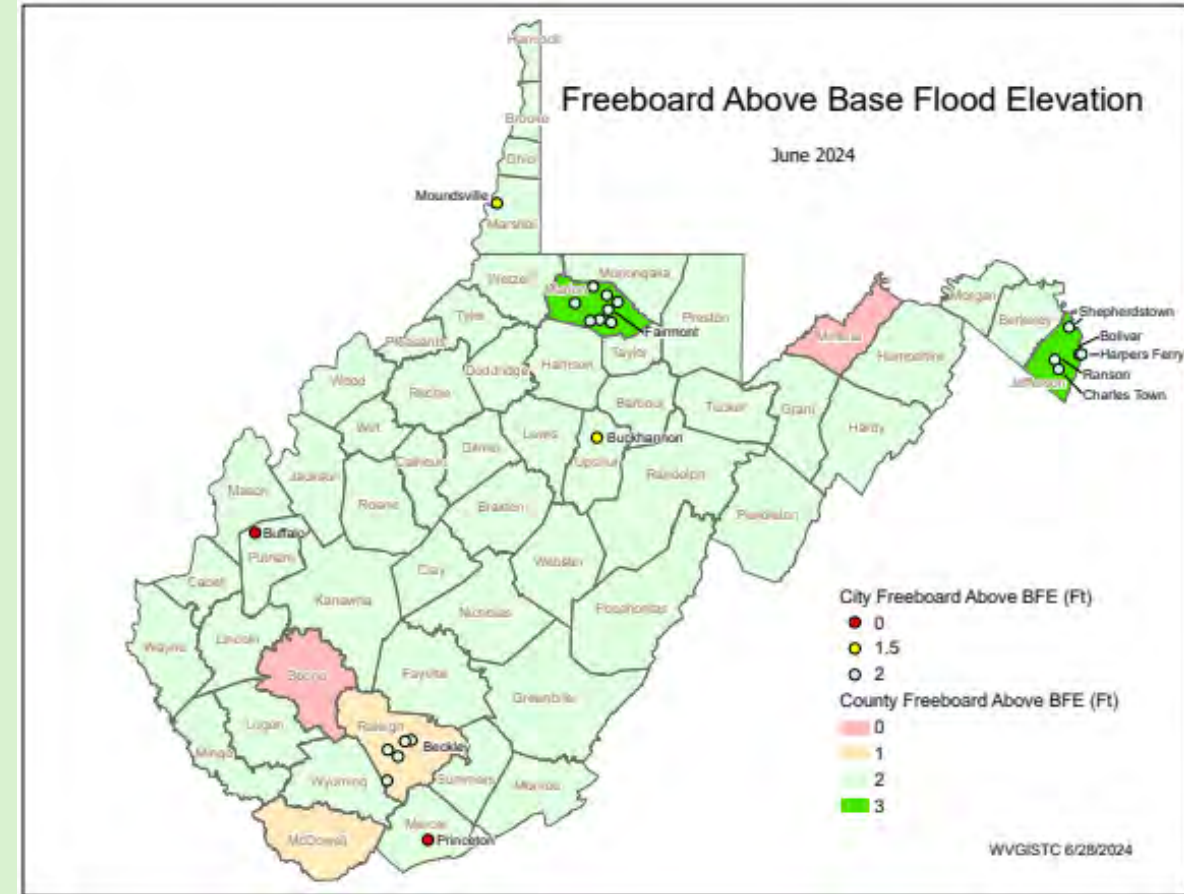 Hancock
Freeboard Above Base Flood Elevation
Brooke
June 2024
Ohio
Moundsville
Marshall
Wetzel
Monongalia
Marion
Preston
Morgan
Berkeley
Shepherdstown
Tyler
Fairmont
Mineral
Bolivar
Pleasants
Taylor
Hampshire
Harpers Ferry
Wood
Doddridge
Harrison
Ranson
Ritchie
Jefferson
Charles Town
Barbour
Tucker
Grant
Wirt
Hardy
Lewis
Buckhannon
Gilmer
Calhoun
Upshur
Jackson
Randolph
Mason
Roane
Braxton
Pendleton
Buffalo
Putnam
Webster
Clay
Cabell
City Freeboard Above BFE (Ft)
Kanawha
Nicholas
Pocahontas
0
Lincoln
1.5
Wayne
2
Boone
Fayette
County Freeboard Above BFE (Ft)
Greenbrier
0
Logan
Raleigh
1
Mingo
Beckley
2
Wyoming
Summers
Monroe
3
Mercer
McDowell
Princeton
WVGISTC 6/28/2024